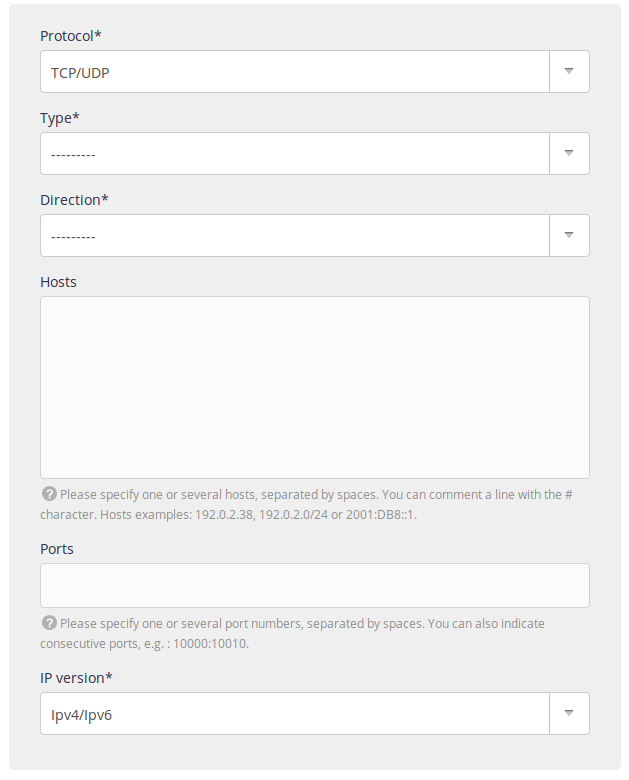 Protocol*
TCP/UDP
Type*
---------
Direction*
---------
Hosts
? Please specify one or several hosts, separated by spaces. You can comment a line with the #
character. Hosts examples: 192.0.2.38, 192.0.2.0/24 or 2001:DB8::1.
Ports
? Please specify one or several port numbers, separated by spaces. You can also indicate
consecutive ports, e.g. : 10000:10010.
IP version*
Ipv4/Ipv6